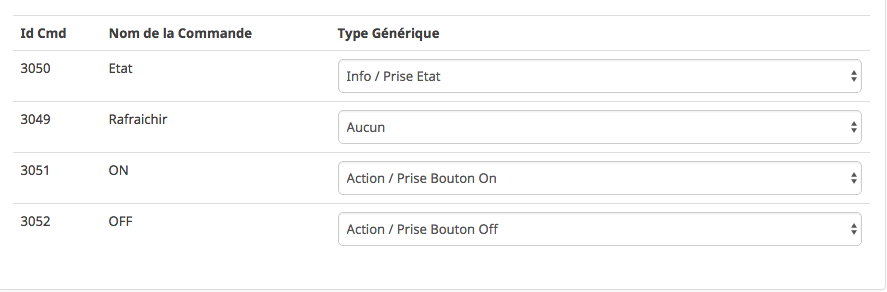 Id Cmd Nom de la Commande Type Générique
3050 Etat Info / Prise Etat
3049 Rafraichir Aucun
3051 ON Action / Prise Bouton On
3052 OFF Action / Prise Bouton Off